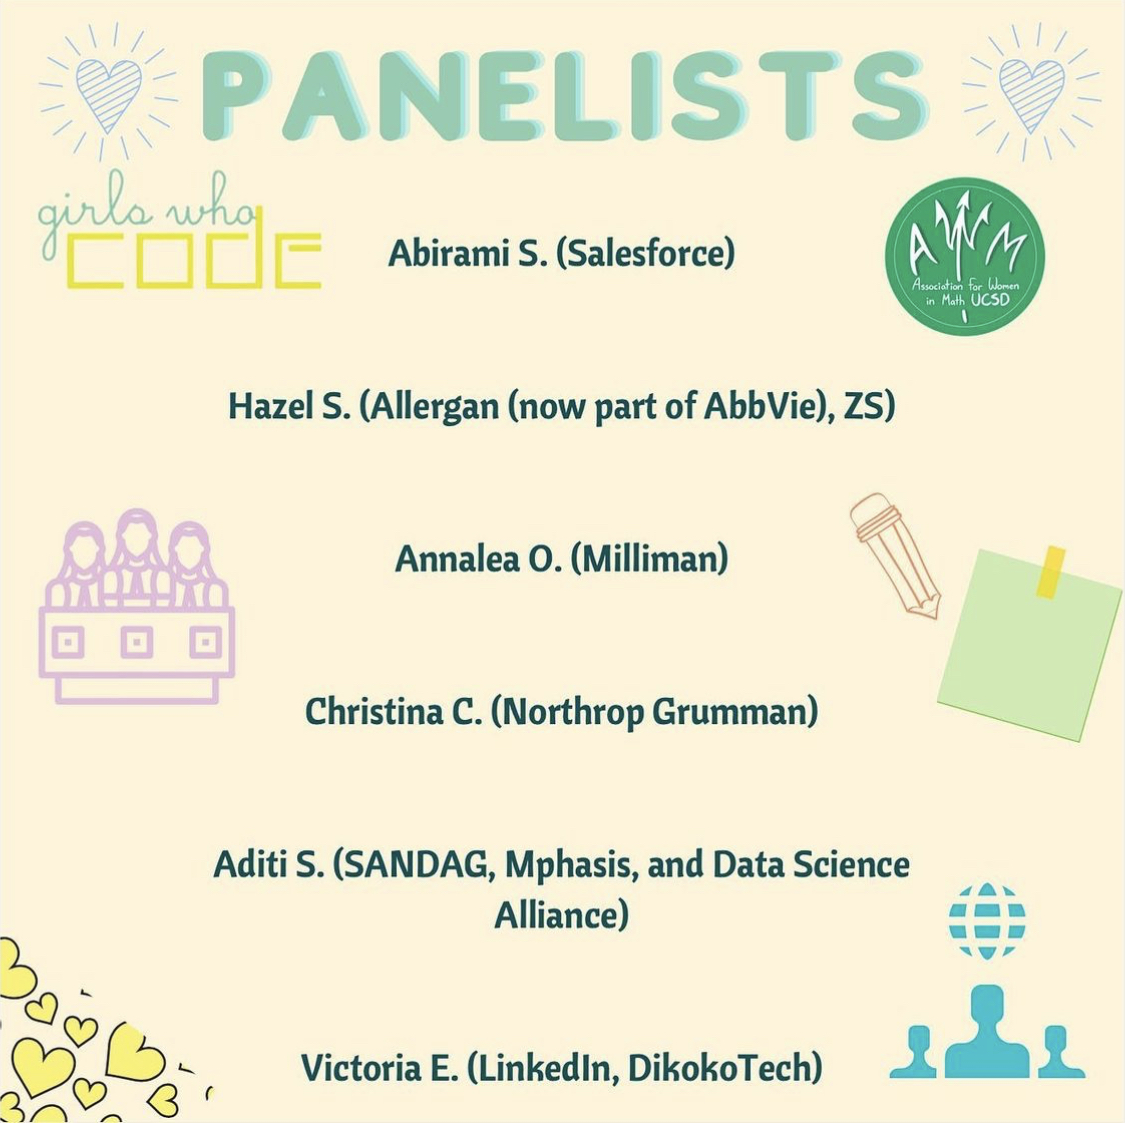 PANELISTS
girls who
CODE
AWM
Association for Women
in Math UCSD
Abirami S. (Salesforce)
Hazel S. (Allergan (now part of AbbVie), ZS)
Annalea O. (Milliman)
Christina C. (Northrop Grumman)
Aditi S. (SANDAG, Mphasis, and Data Science
Alliance)
Victoria E. (LinkedIn, DikokoTech)